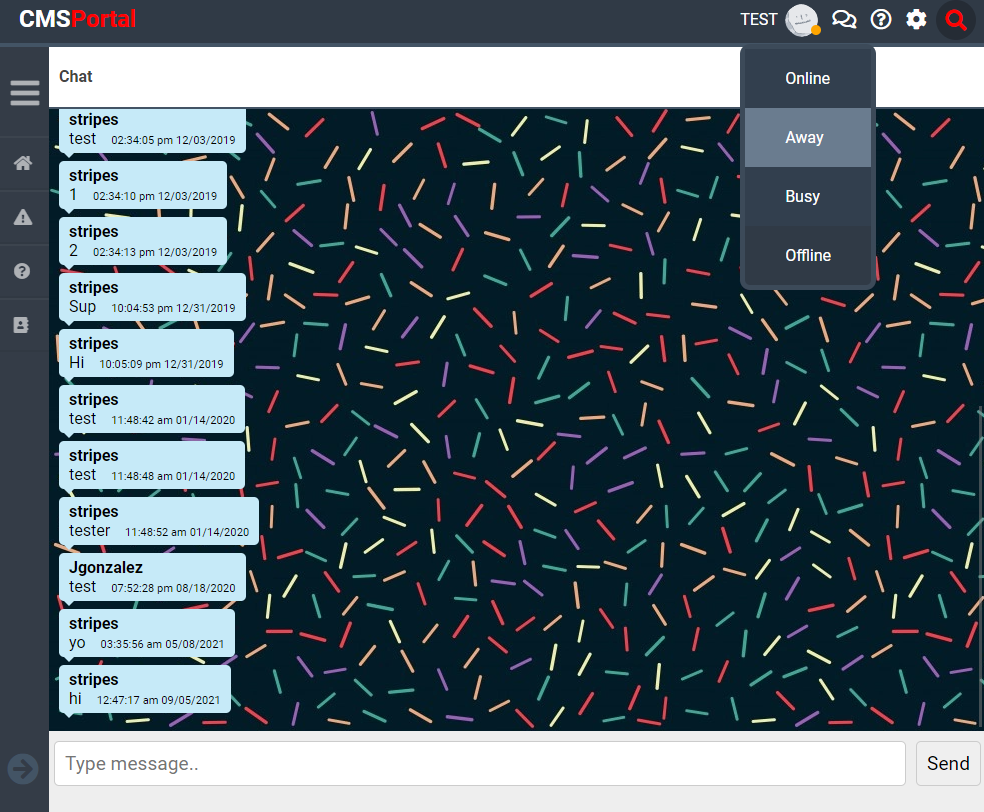 CMSPortal
TEST
Online
Away
Busy
Offline
Chat
stripes
test 02:34:05 pm 12/03/2019
stripes
1 02:34:10 pm 12/03/2019
stripes
2 02:34:13 pm 12/03/2019
stripes
Sup 10:04:53 pm 12/31/2019
stripes
Hi 10:05:09 pm 12/31/2019
stripes
test 11:48:42 am 01/14/2020
stripes
test 11:48:48 am 01/14/2020
stripes
tester 11:48:52 am 01/14/2020
Jgonzalez
test 07:52:28 pm 08/18/2020
stripes
yo 03:35:56 am 05/08/2021
stripes
hi 12:47:17 am 09/05/2021
Type message..
Send